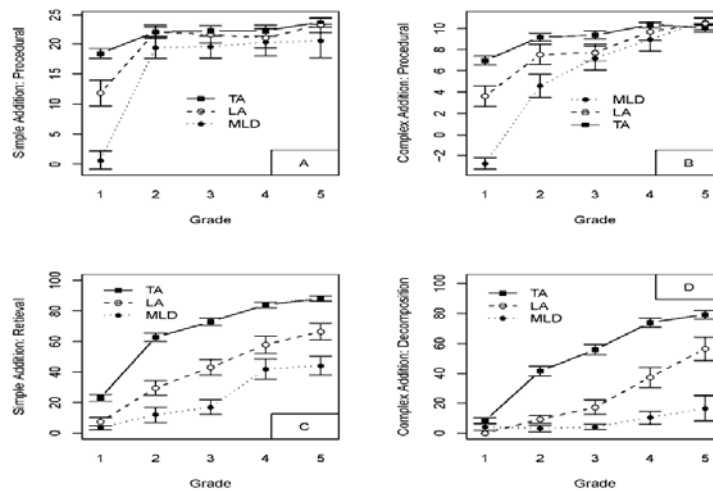 Simple Addition: Procedural
25
20
15
10
5
0
TA
LA
MLD
A
1 2 3 4 5
Grade
Complex Addition: Procedural
10
8
6
4
2
0
−2
MLD
LA
TA
B
1 2 3 4 5
Grade
Simple Addition: Retieval
100
80
60
40
20
0
TA
LA
MLD
C
1 2 3 4 5
Grade
Complex Addition: Decomposition
100
80
60
40
20
0
TA
LA
MLD
D
1 2 3 4 5
Grade